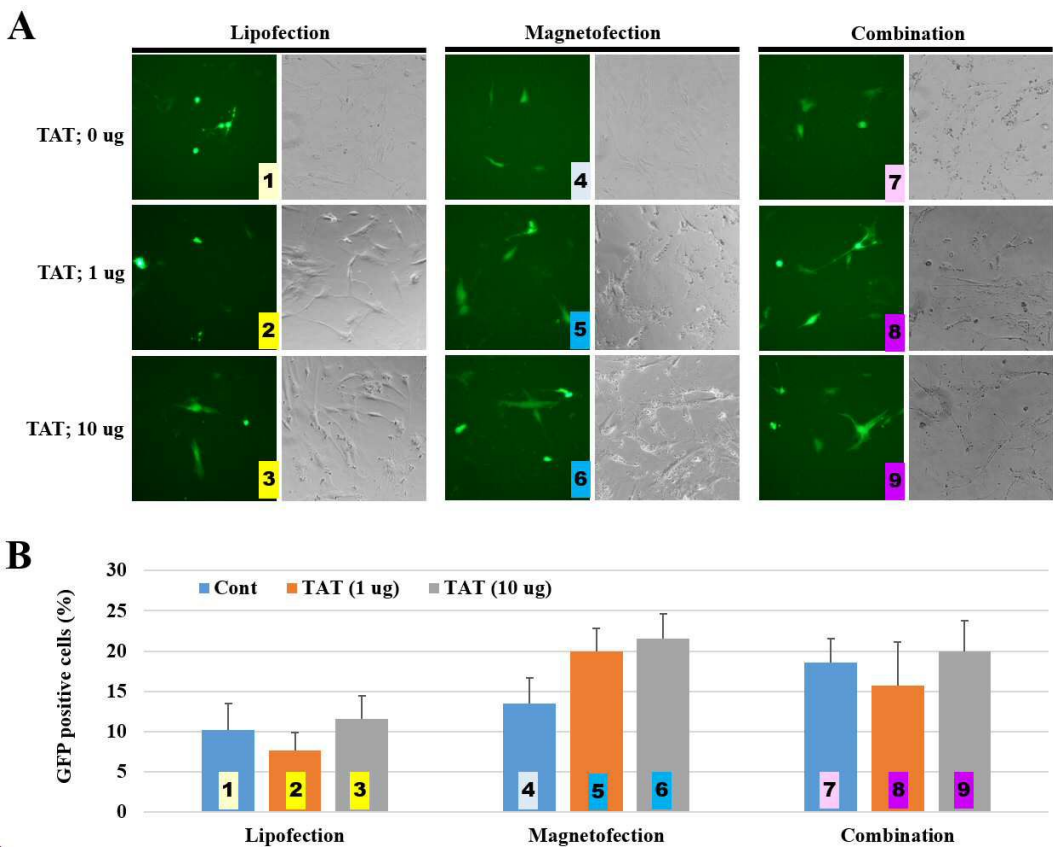 A
Lipofection
Magnetofection
Combination
TAT; 0 ug
1
4
7
TAT; 1 ug
2
5
8
TAT; 10 ug
3
6
9
B
GFP positive cells (%)
30
25
20
15
10
5
0
Cont
TAT (1 ug)
TAT (10 ug)
1
2
3
4
5
6
7
8
9
Lipofection
Magnetofection
Combination